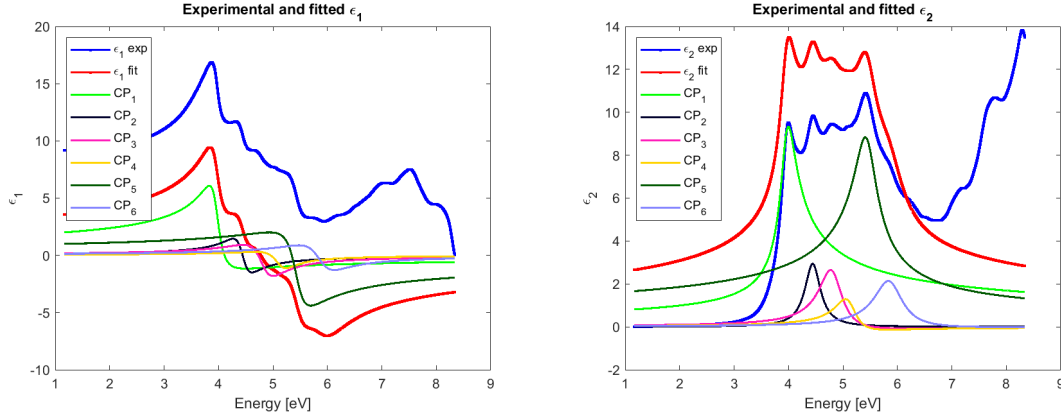 Experimental and fitted ϵ₁
20
15
10
5
0
-5
-10
ϵ₁
ϵ₁ exp
ϵ₁ fit
CP₁
CP₂
CP₃
CP₄
CP₅
CP₆
1 2 3 4 5 6 7 8 9
Energy [eV]
Experimental and fitted ϵ₂
14
12
10
8
6
4
2
0
-2
ϵ₂
ϵ₂ exp
ϵ₂ fit
CP₁
CP₂
CP₃
CP₄
CP₅
CP₆
1 2 3 4 5 6 7 8 9
Energy [eV]